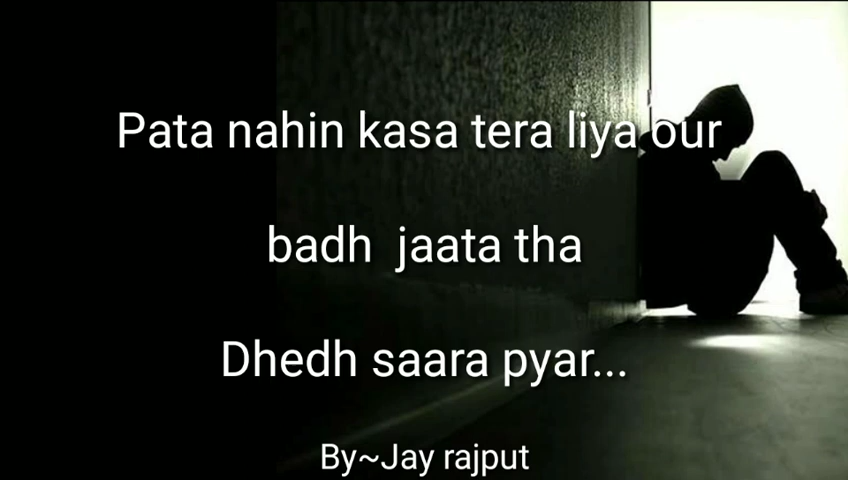 Pata nahin kasa tera liya our
badh jaata tha
Dhedh saara pyar...
By~Jay rajput